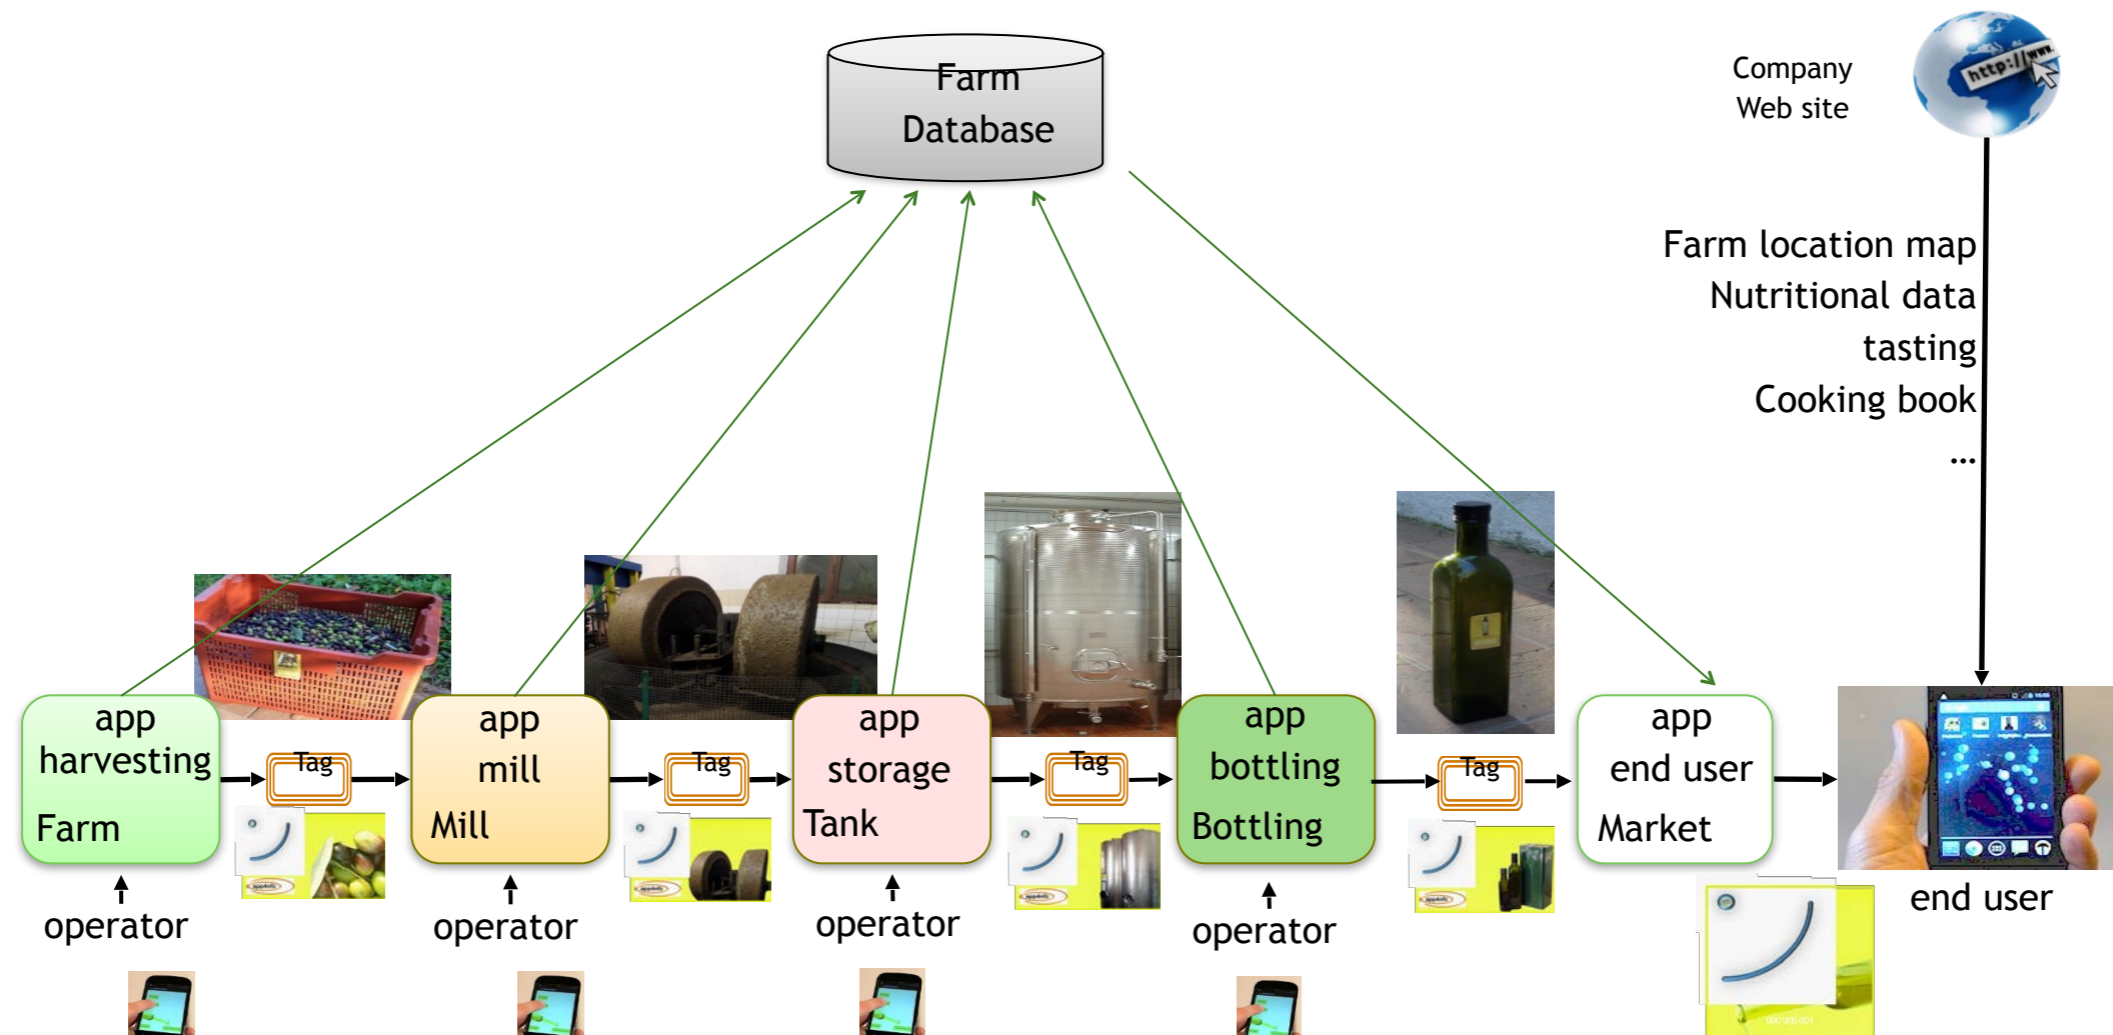 Farm
Database
Company
Web site
http://www.
Farm location map
Nutritional data
tasting
Cooking book
...
app
harvesting
Farm
Tag
app
mill
Mill
Tag
app
storage
Tank
Tag
app
bottling
Bottling
Tag
app
end user
Market
operator
operator
operator
operator
end user